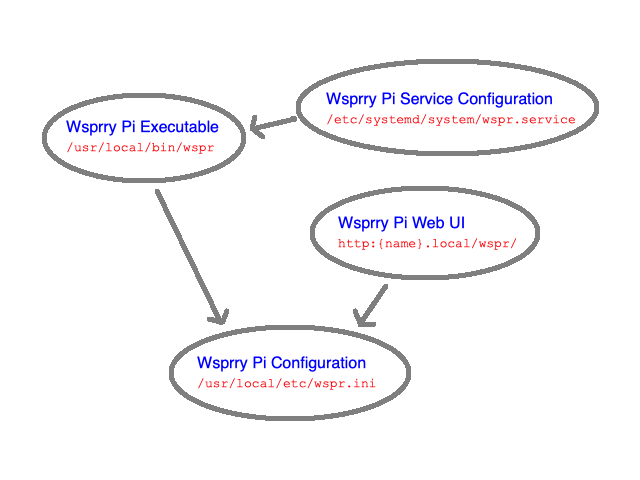 Wsprry Pi Service Configuration
/etc/systemd/system/wspr.service
Wsprry Pi Executable
/usr/local/bin/wspr
Wsprry Pi Web UI
http:{name}.local/wspr/
Wsprry Pi Configuration
/usr/local/etc/wspr.ini